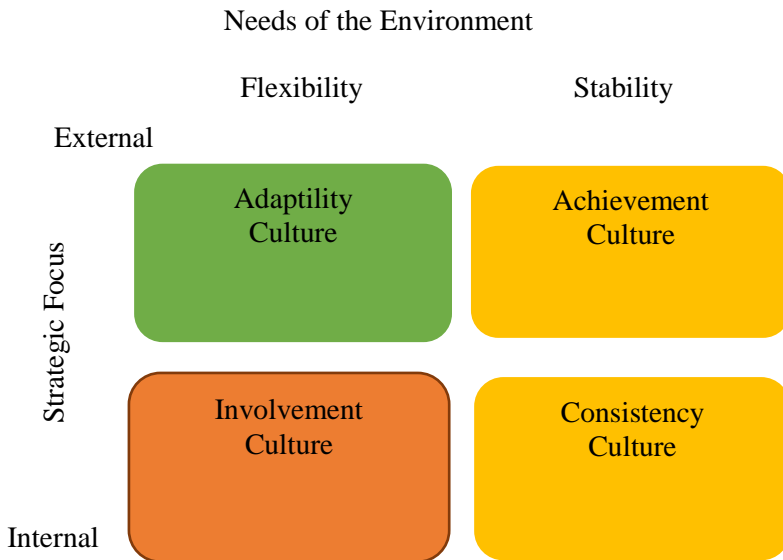 Needs of the Environment
Flexibility Stability
External
Adaptility Achievement
Culture Culture
Strategic Focus
Involvement Consistency
Culture Culture
Internal